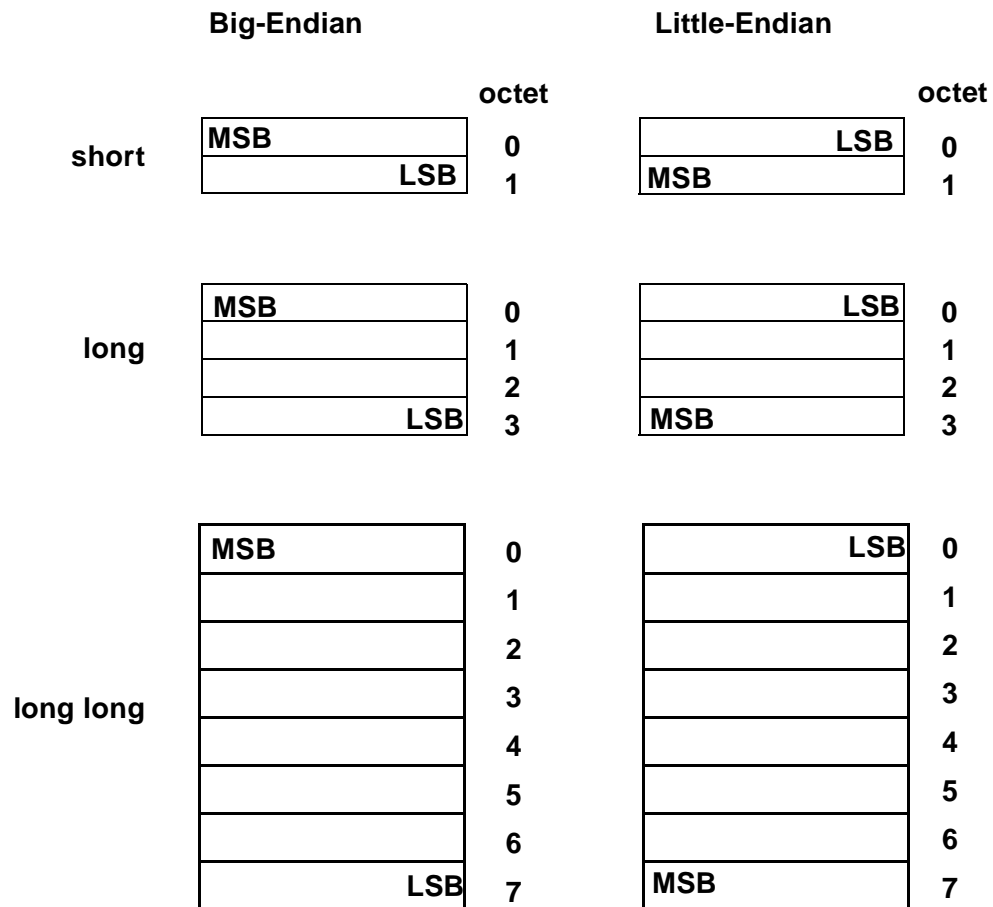 Big-Endian Little-Endian
octet octet
MSB 0 LSB 0
short
LSB 1 MSB 1
MSB 0 LSB 0
long 1 1
2 2
LSB 3 MSB 3
MSB 0 LSB 0
1 1
2 2
3 3
long long
4 4
5 5
6 6
LSB 7 MSB 7